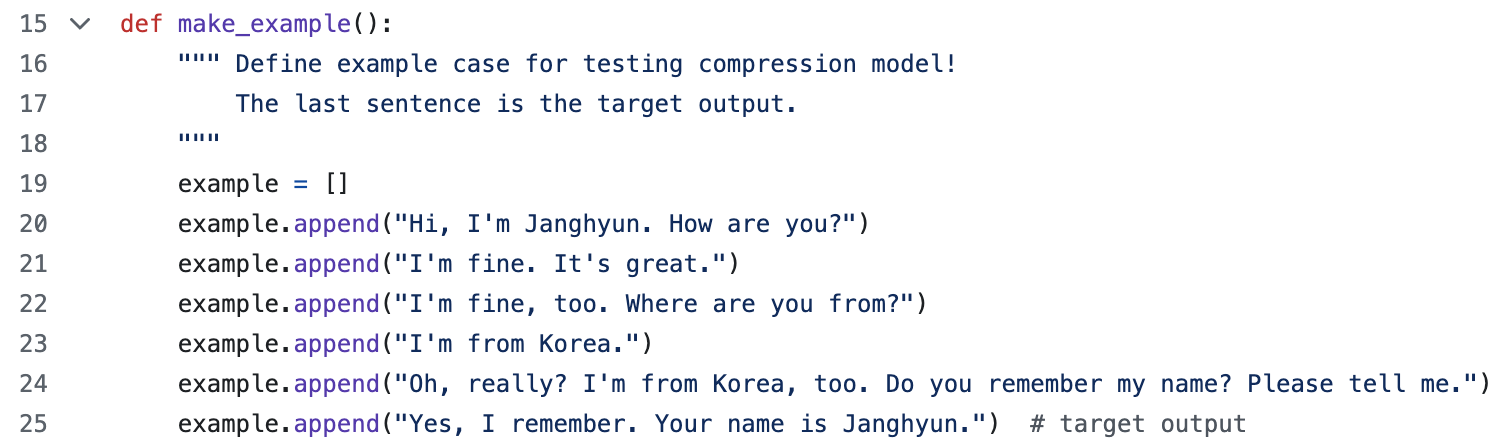 15 def make_example():
16     """ Define example case for testing compression model!
17         The last sentence is the target output.
18     """
19     example = []
20     example.append("Hi, I'm Janghyun. How are you?")
21     example.append("I'm fine. It's great.")
22     example.append("I'm fine, too. Where are you from?")
23     example.append("I'm from Korea.")
24     example.append("Oh, really? I'm from Korea, too. Do you remember my name? Please tell me.")
25     example.append("Yes, I remember. Your name is Janghyun.")  # target output